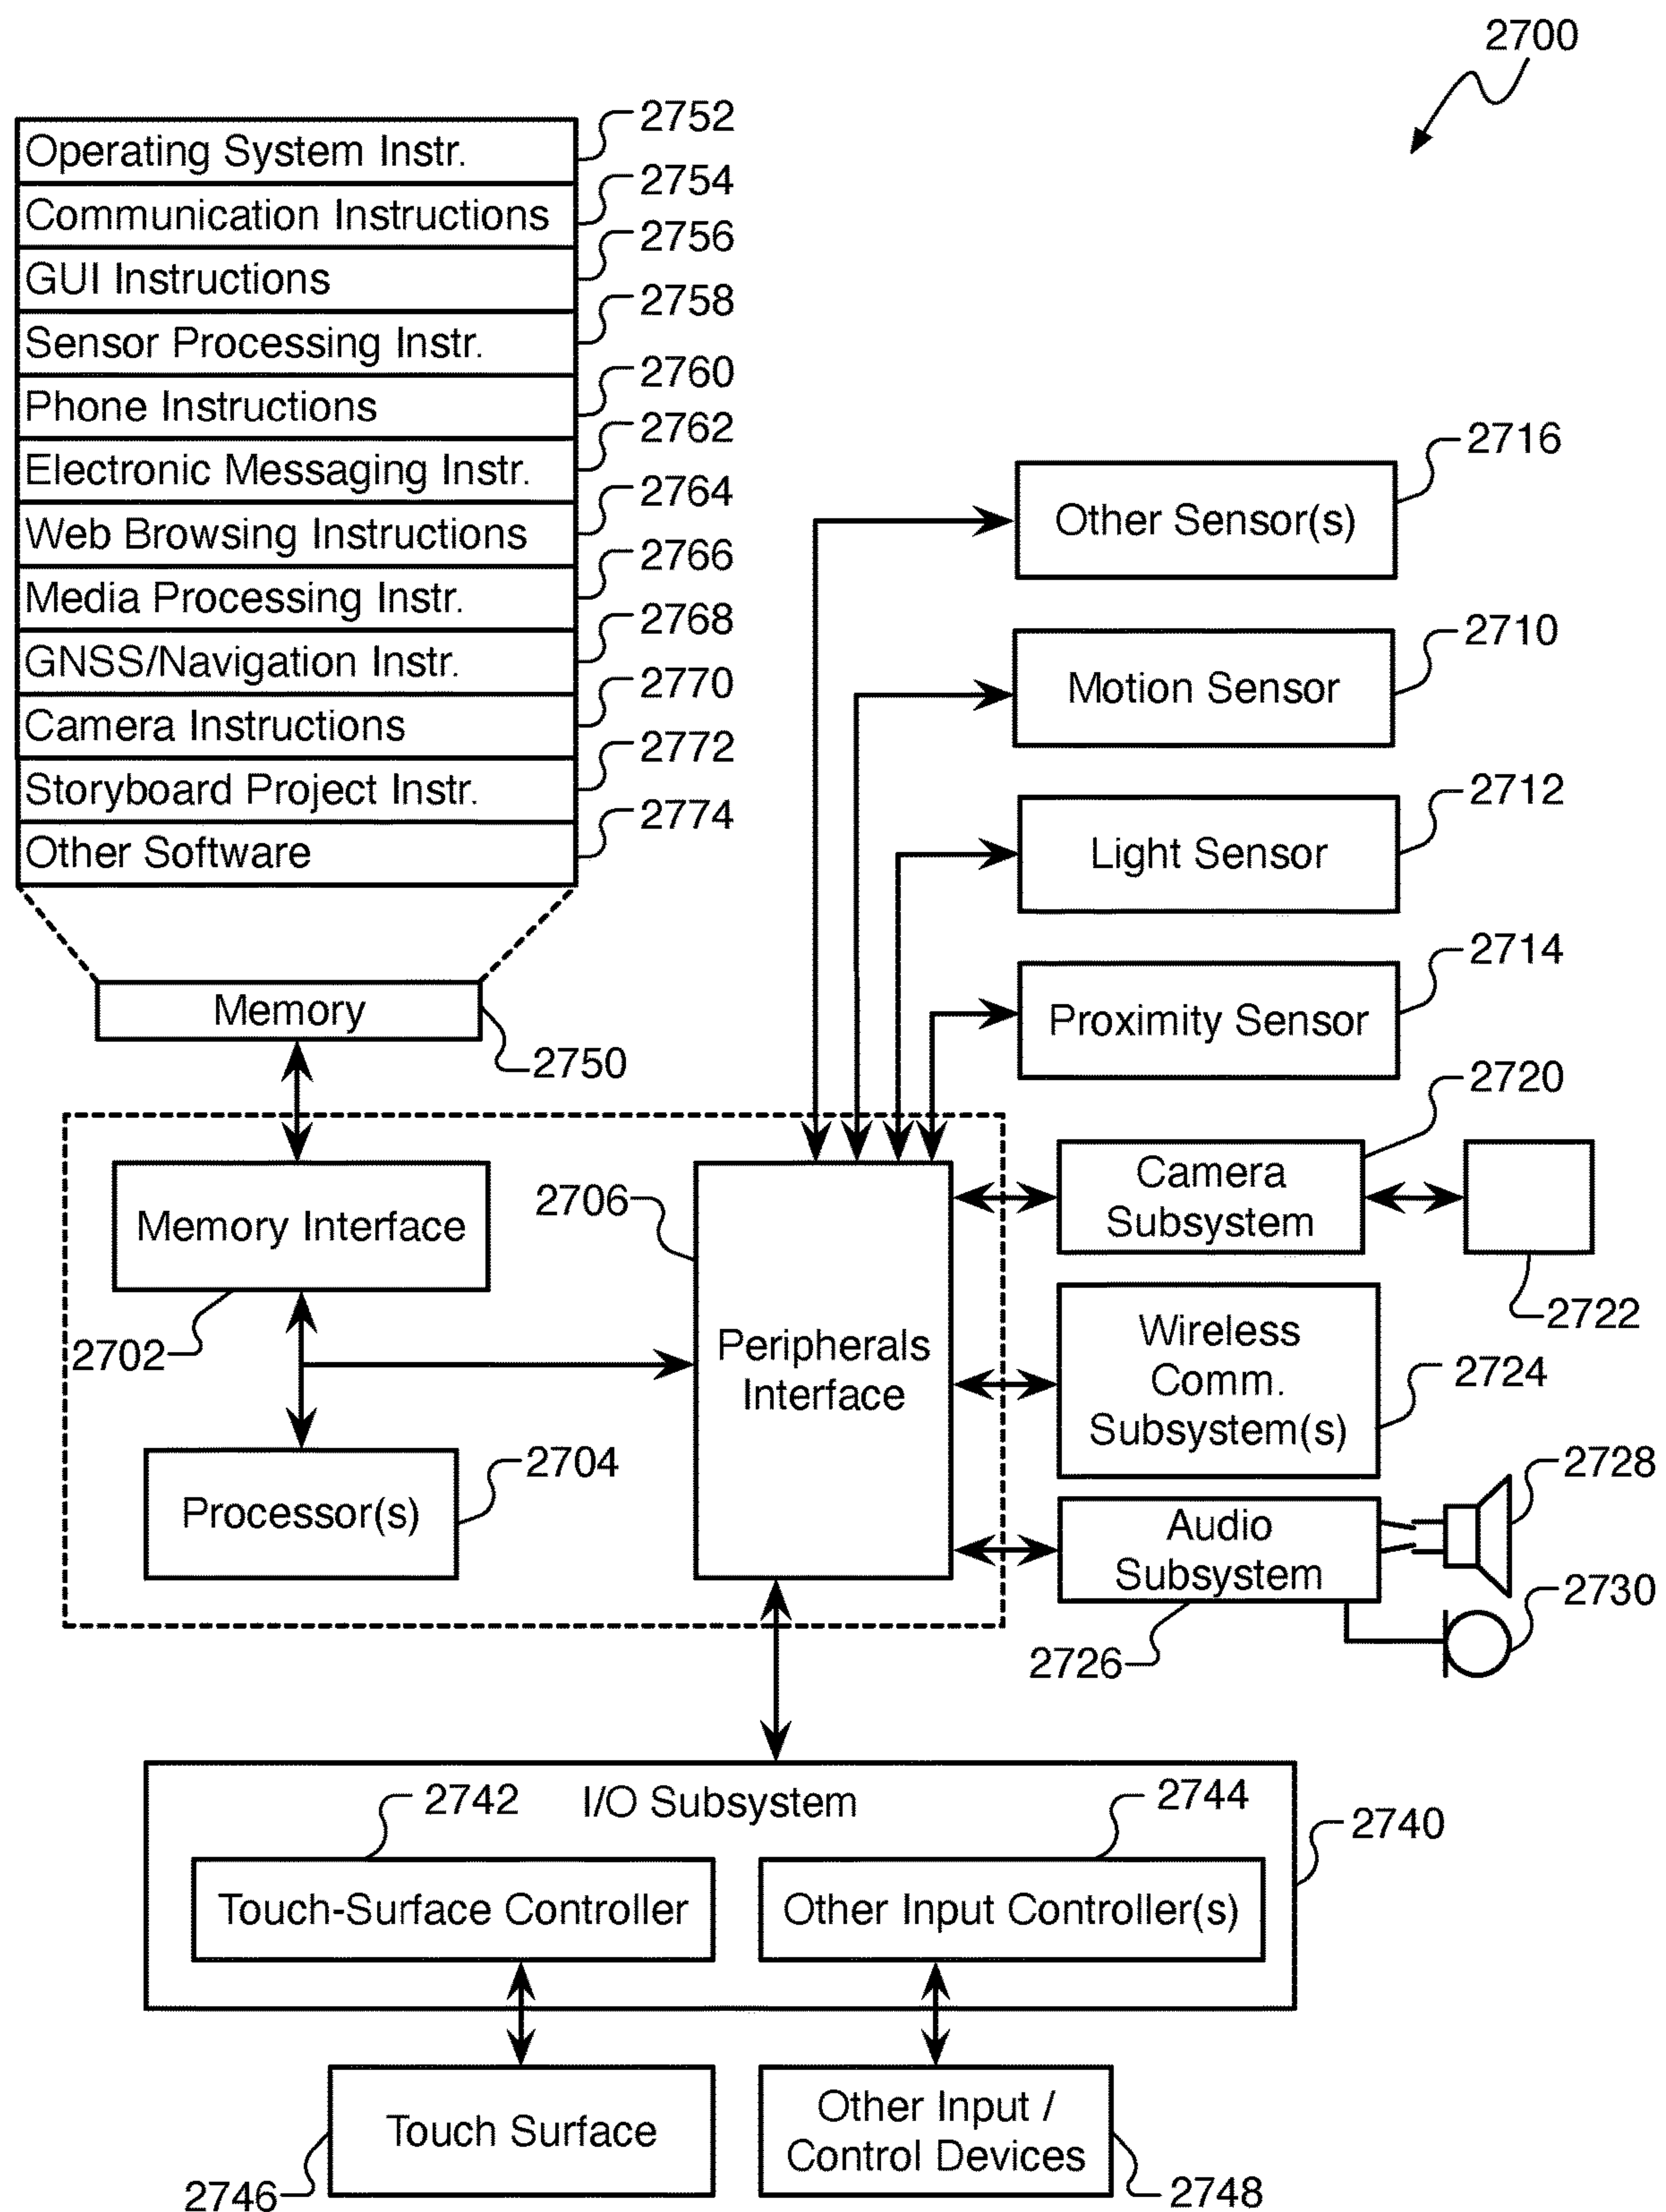 2700
Operating System Instr.
2752
Communication Instructions
2754
GUI Instructions
2756
Sensor Processing Instr.
2758
Phone Instructions
2760
Electronic Messaging Instr.
2762
Web Browsing Instructions
2764
Media Processing Instr.
2766
GNSS/Navigation Instr.
2768
Camera Instructions
2770
Storyboard Project Instr.
2772
Other Software
2774
Memory
2750
Other Sensor(s)
2716
Motion Sensor
2710
Light Sensor
2712
Proximity Sensor
2714
Memory Interface
2702
Processor(s)
2704
2706
Peripherals
Interface
Camera
Subsystem
2720
2722
Wireless
Comm.
Subsystem(s)
2724
Audio
Subsystem
2726
2728
2730
I/O Subsystem
2740
2742
Touch-Surface Controller
2744
Other Input Controller(s)
Touch Surface
2746
Other Input /
Control Devices
2748